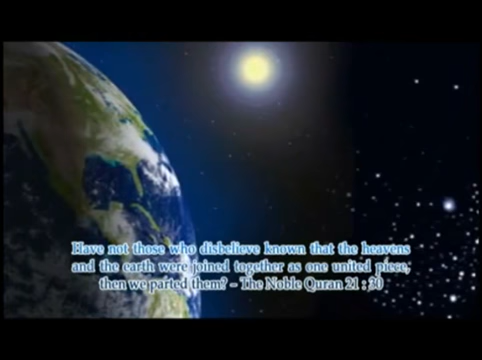 Have not those who disbelieve known that the heavens
and the earth were joined together as one united piece,
then we parted them? - The Noble Quran 21 : 30